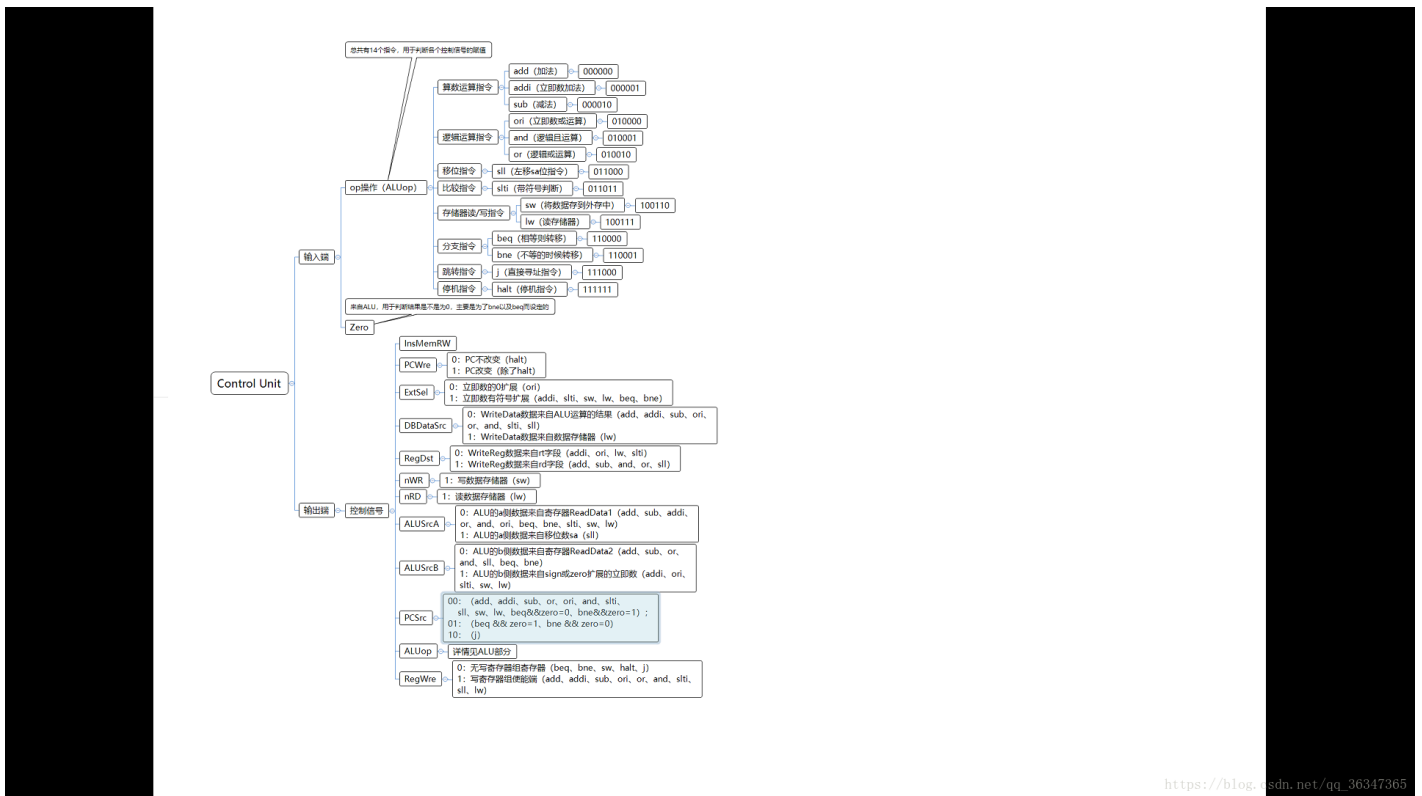 总共有14个指令，用于判断各个控制信号的赋值
算数运算指令
add（加法）
000000
addi（立即数加法）
000001
sub（减法）
000010
逻辑运算指令
ori（立即数或运算）
010000
and（逻辑且运算）
010001
or（逻辑或运算）
010010
移位指令
sll（左移sa位指令）
011000
op操作（ALUop）
比较指令
slti（带符号判断）
011011
存储器读/写指令
sw（将数据存到外存中）
100110
lw（读存储器）
100111
分支指令
beq（相等则转移）
110000
bne（不等的时候转移）
110001
输入端
跳转指令
j（直接寻址指令）
111000
停机指令
halt（停机指令）
111111
来自ALU，用于判断结果是不是为0，主要是为了bne以及beq而设定的
Zero
Control Unit
InsMemRW
PCWre
0：PC不改变（halt）
1：PC改变（除了halt）
ExtSel
0：立即数的0扩展（ori）
1：立即数有符号扩展（addi、slti、sw、lw、beq、bne）
DBDataSrc
0：WriteData数据来自ALU运算的结果（add、addi、sub、ori、
or、and、slti、sll）
1：WriteData数据来自数据存储器（lw）
RegDst
0：WriteReg数据来自rt字段（addi、ori、lw、slti）
1：WriteReg数据来自rd字段（add、sub、and、or、sll）
nWR
1：写数据存储器（sw）
nRD
1：读数据存储器（lw）
输出端
控制信号
ALUSrcA
0：ALU的a侧数据来自寄存器ReadData1（add、sub、addi、
or、and、ori、beq、bne、slti、sw、lw）
1：ALU的a侧数据来自移位数sa（sll）
ALUSrcB
0：ALU的b侧数据来自寄存器ReadData2（add、sub、or、
and、sll、beq、bne）
1：ALU的b侧数据来自sign或zero扩展的立即数（addi、ori、
slti、sw、lw）
PCSrc
00：（add、addi、sub、or、ori、and、slti、
sll、sw、lw、beq&&zero=0、bne&&zero=1）;
01：（beq && zero=1、bne && zero=0）
10：（j）
ALUop
详情见ALU部分
RegWre
0：无写寄存器组寄存器（beq、bne、sw、halt、j）
1：写寄存器组使能端（add、addi、sub、ori、or、and、slti、
sll、lw）
https://blog.csdn.net/qq_36347365